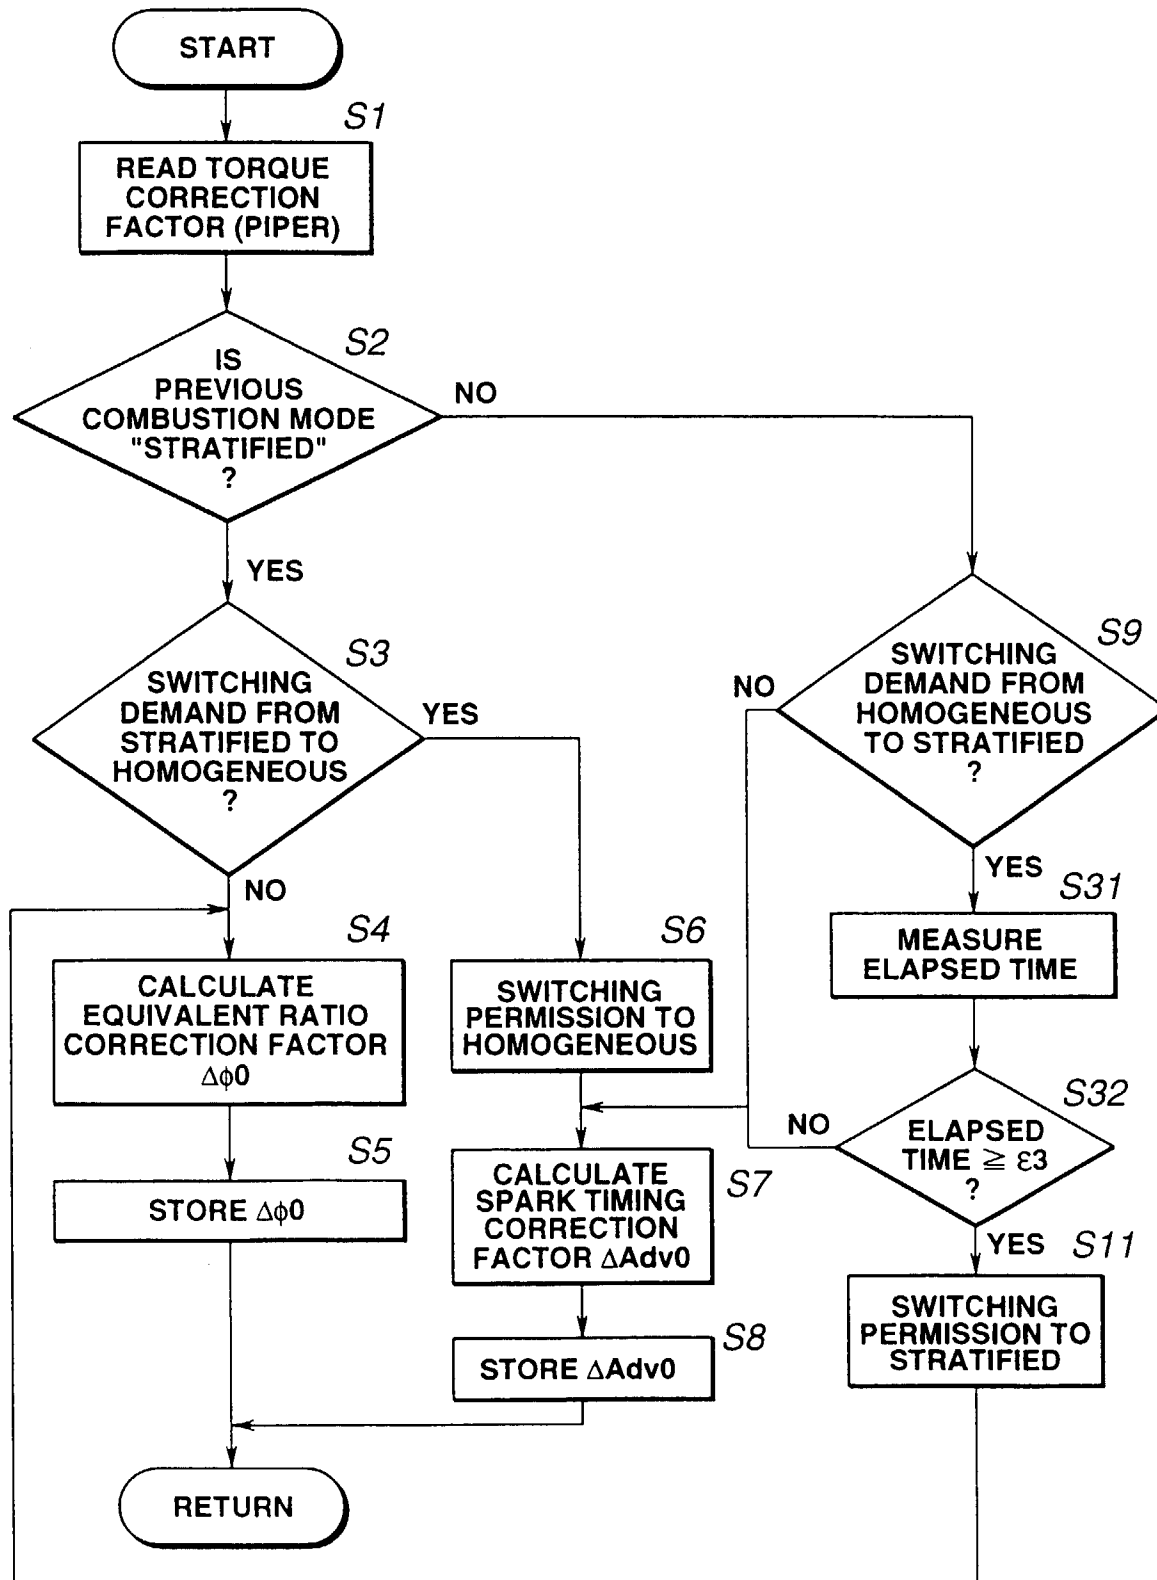 START
S1
READ TORQUE
CORRECTION
FACTOR (PIPER)
S2
IS
PREVIOUS
COMBUSTION MODE
"STRATIFIED"
?
NO
YES
S3
SWITCHING
DEMAND FROM
STRATIFIED TO
HOMOGENEOUS
?
YES
NO
S9
SWITCHING
DEMAND FROM
HOMOGENEOUS
TO STRATIFIED
?
NO
YES
S4
CALCULATE
EQUIVALENT RATIO
CORRECTION FACTOR
Δϕ0
S5
STORE Δϕ0
S6
SWITCHING
PERMISSION TO
HOMOGENEOUS
S31
MEASURE
ELAPSED TIME
S32
ELAPSED
TIME ≧ ε3
?
NO
YES
S7
CALCULATE
SPARK TIMING
CORRECTION
FACTOR ΔAdv0
S8
STORE ΔAdv0
S11
SWITCHING
PERMISSION TO
STRATIFIED
RETURN